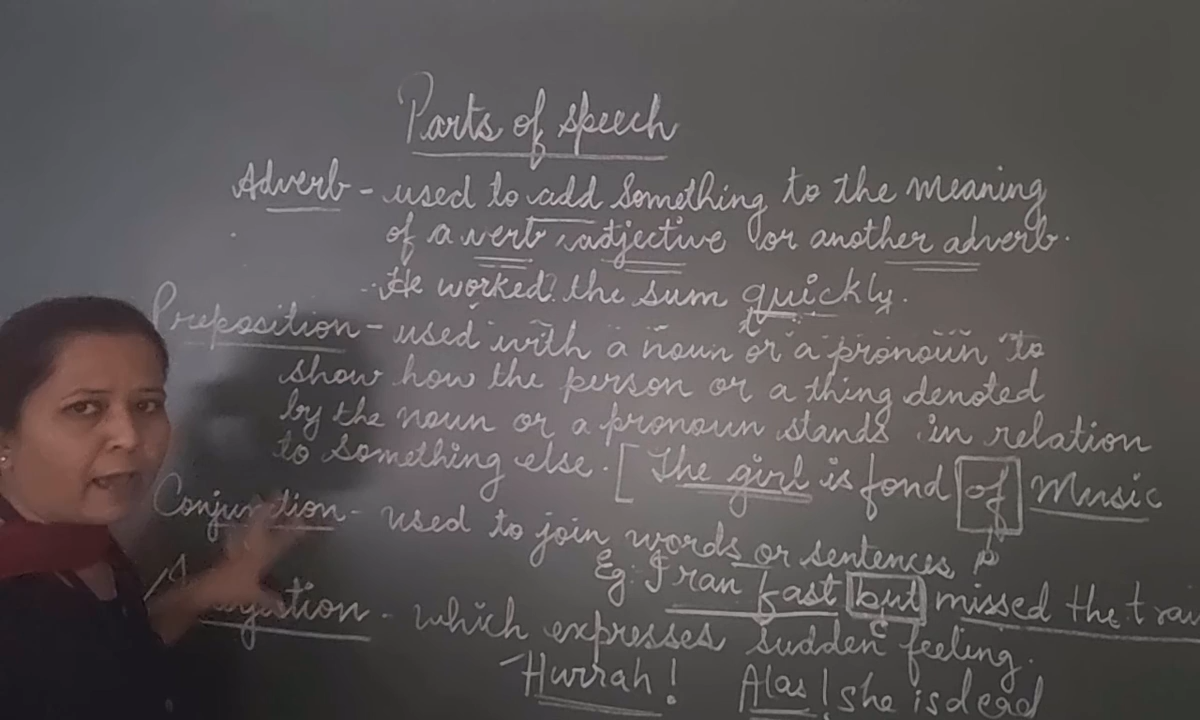 Parts of speech
Adverb - used to add something to the meaning
of a verb, adjective or another adverb.
He worked the sum quickly.
Preposition - used with a noun or a pronoun to
show how the person or a thing denoted
by the noun or a pronoun stands in relation
to something else. [ The girl is fond of Music
p
Conjunction - used to join words or sentences
Eg: I ran fast but missed the trai
c
- which expresses sudden feeling.
Hurrah! Alas! she is dead